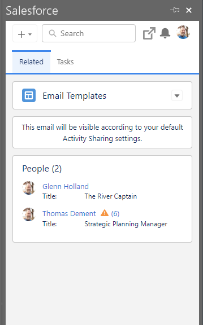 Salesforce
Search
Related Tasks
Email Templates
This email will be visible according to your default
Activity Sharing settings.
People (2)
Glenn Holland
Title: The River Captain
Thomas Dement (6)
Title: Strategic Planning Manager